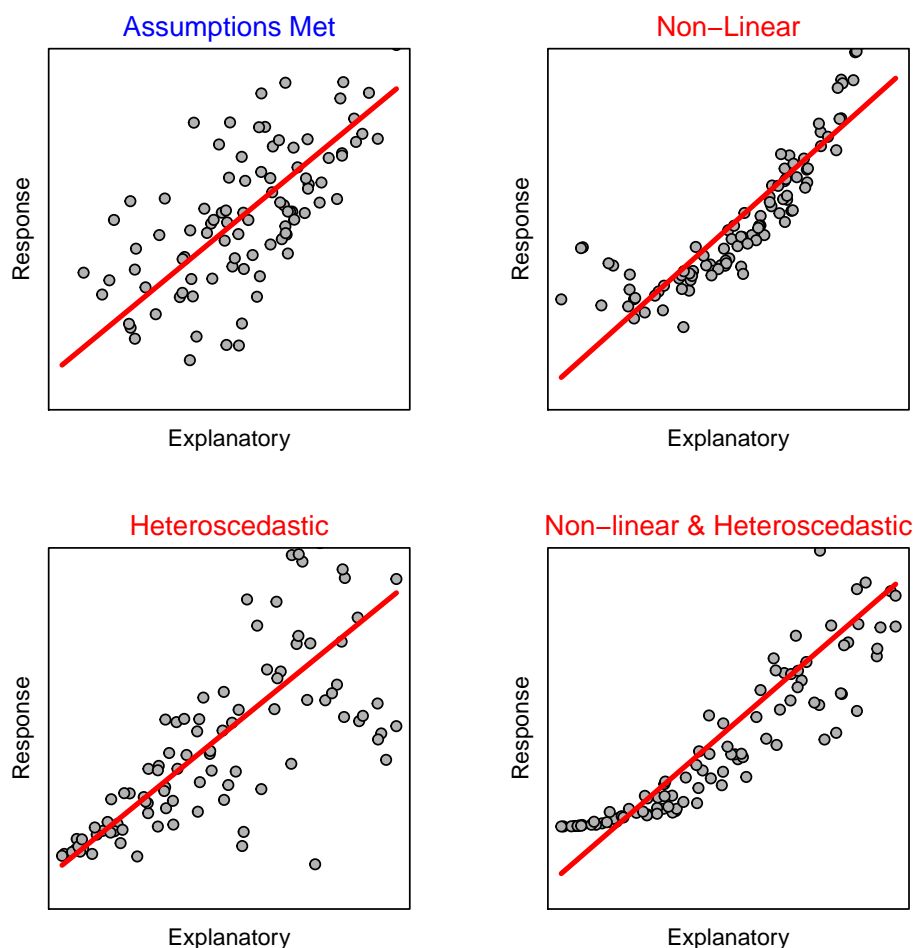 Assumptions Met
Non−Linear
Response
Response
Explanatory
Explanatory
Heteroscedastic
Non−linear & Heteroscedastic
Response
Response
Explanatory
Explanatory